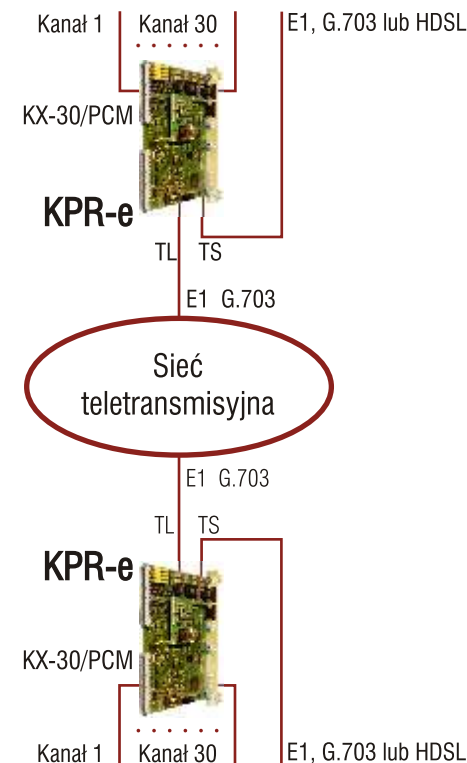 Kanał 1 Kanał 30 E1, G.703 lub HDSL
KX-30/PCM
KPR-e
TL TS
E1 G.703
Sieć
teletransmisyjna
E1 G.703
TL TS
KPR-e
KX-30/PCM
Kanał 1 Kanał 30 E1, G.703 lub HDSL